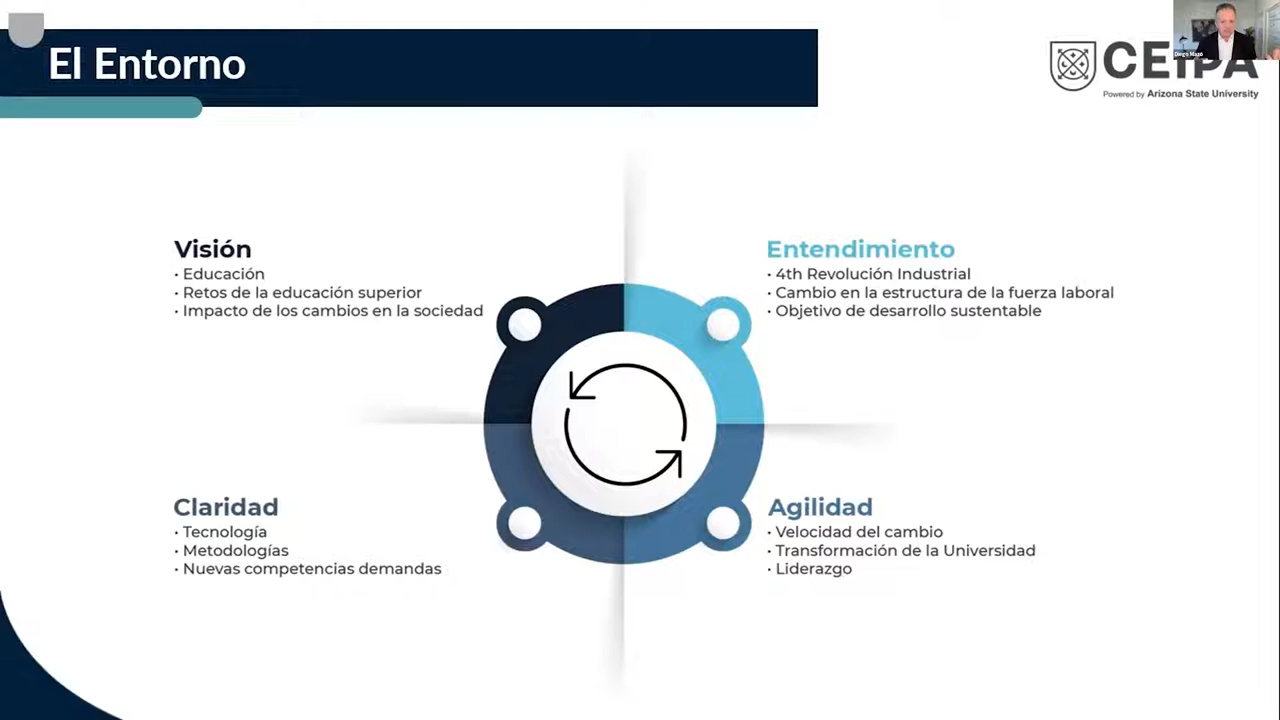 El Entorno
Diego Mazo
CEIPA
Powered by Arizona State University
Visión
• Educación
• Retos de la educación superior
• Impacto de los cambios en la sociedad
Entendimiento
• 4th Revolución Industrial
• Cambio en la estructura de la fuerza laboral
• Objetivo de desarrollo sustentable
Claridad
• Tecnología
• Metodologías
• Nuevas competencias demandas
Agilidad
• Velocidad del cambio
• Transformación de la Universidad
• Liderazgo